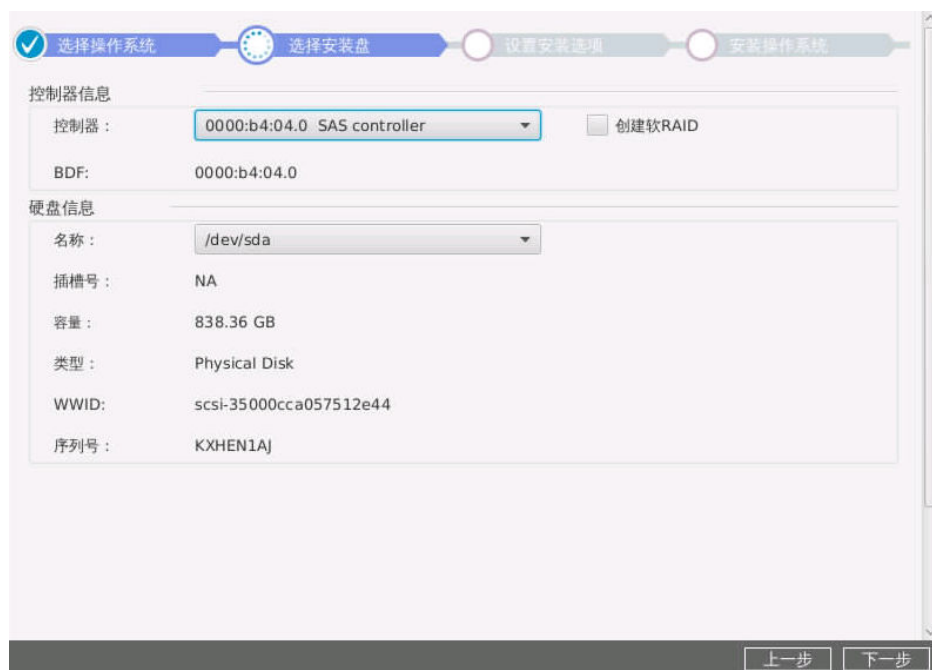 选择操作系统 选择安装盘 设置安装选项 安装操作系统
控制器信息
控制器： 0000:b4:04.0 SAS controller 创建软RAID
BDF: 0000:b4:04.0
硬盘信息
名称： /dev/sda
插槽号： NA
容量： 838.36 GB
类型： Physical Disk
WWID: scsi-35000cca057512e44
序列号： KXHEN1AJ
上一步 下一步